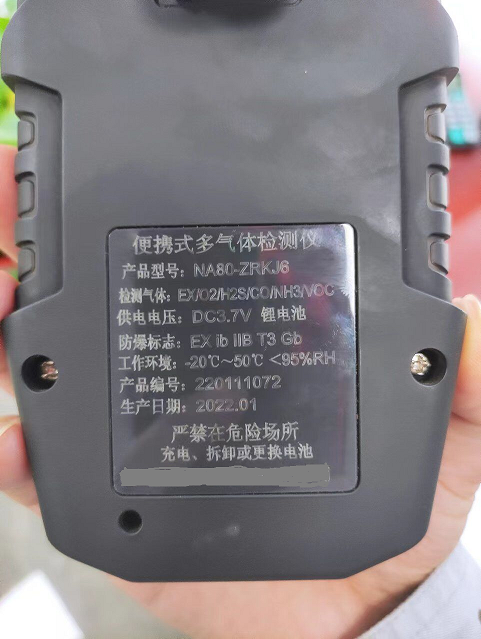 便携式多气体检测仪
产品型号: NA80-ZRKJ6
检测气体: EX/O2/H2S/CO/NH3/VOC
供电电压: DC3.7V 锂电池
防爆标志: EX ib IIB T3 Gb
工作环境: -20℃~50℃ <95%RH
产品编号: 220111072
生产日期: 2022.01
严禁在危险场所
充电、拆卸或更换电池